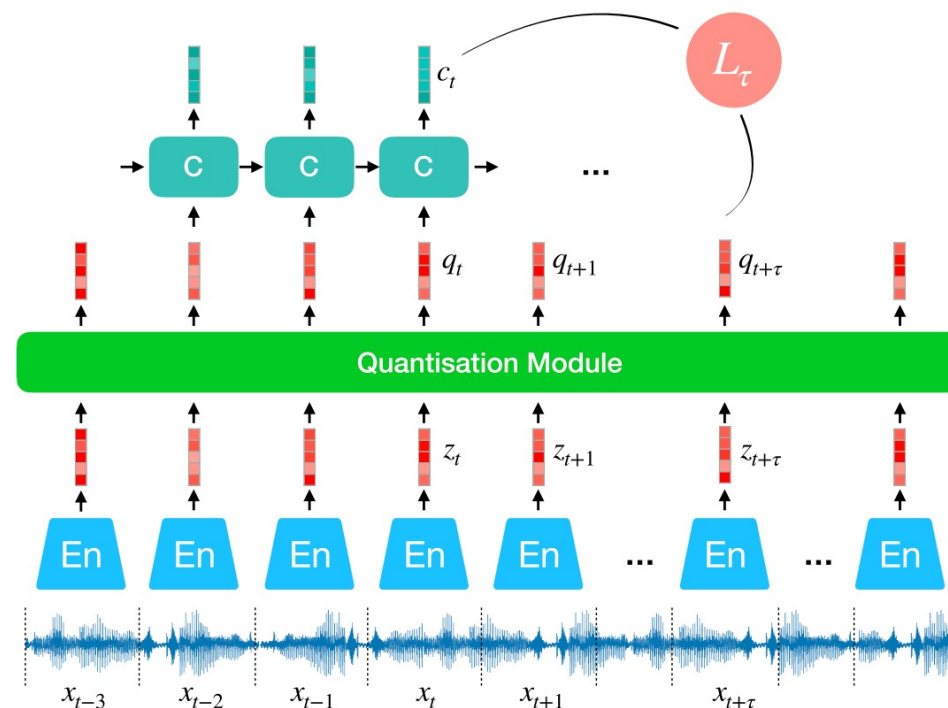 c_t
L_τ
C C C ...
q_t q_{t+1} q_{t+τ}
Quantisation Module
z_t z_{t+1} z_{t+τ}
En En En En En ... En ... En
x_{t−3} x_{t−2} x_{t−1} x_t x_{t+1} x_{t+τ}